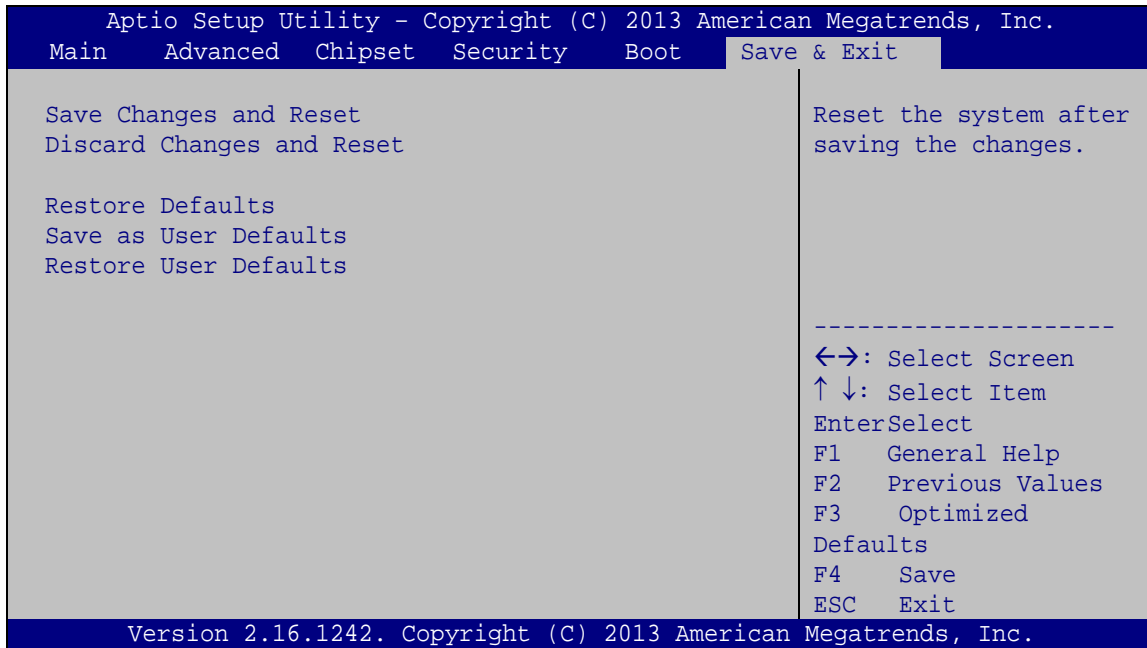 Aptio Setup Utility – Copyright (C) 2013 American Megatrends, Inc.
Main Advanced Chipset Security Boot Save & Exit
Save Changes and Reset
Discard Changes and Reset
Restore Defaults
Save as User Defaults
Restore User Defaults
Reset the system after
saving the changes.
----------------------
←→: Select Screen
↑ ↓: Select Item
EnterSelect
F1 General Help
F2 Previous Values
F3 Optimized
Defaults
F4 Save
ESC Exit
Version 2.16.1242. Copyright (C) 2013 American Megatrends, Inc.